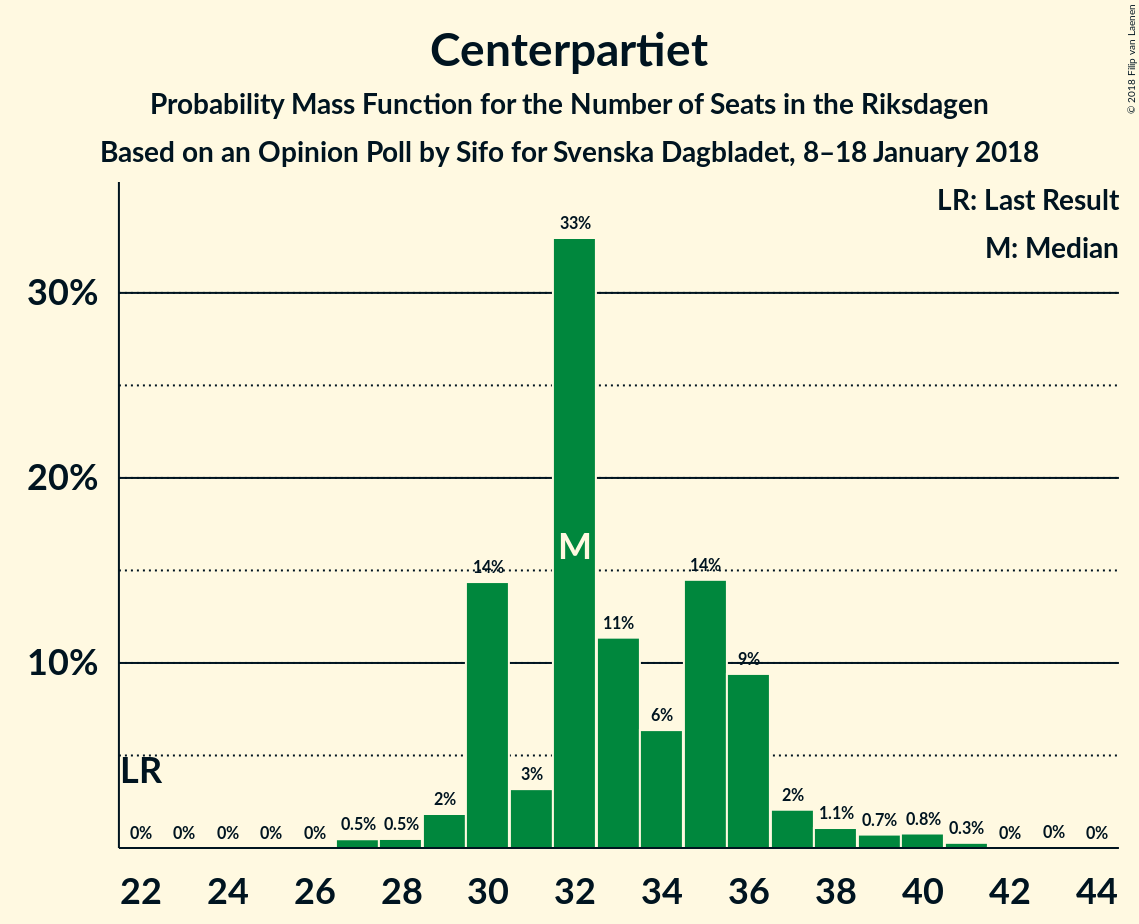 Centerpartiet
Probability Mass Function for the Number of Seats in the Riksdagen
Based on an Opinion Poll by Sifo for Svenska Dagbladet, 8–18 January 2018
© 2018 Filip van Laenen
LR: Last Result
M: Median
33%
30%
20%
M
14%
14%
11%
10%
9%
6%
LR
3%
2%
2%
1.1%
0.7%
0.8%
0.3%
0%
0%
0%
0%
0%
0.5%
0.5%
0%
0%
0%
22 24 26 28 30 32 34 36 38 40 42 44